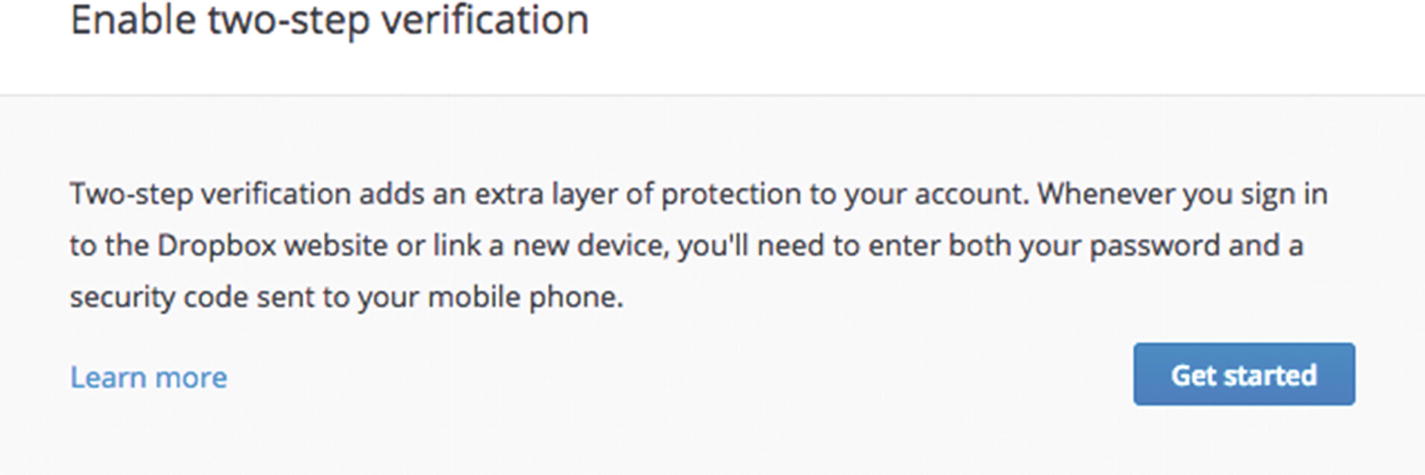 Enable two-step verification
Two-step verification adds an extra layer of protection to your account. Whenever you sign in
to the Dropbox website or link a new device, you'll need to enter both your password and a
security code sent to your mobile phone.
Learn more
Get started